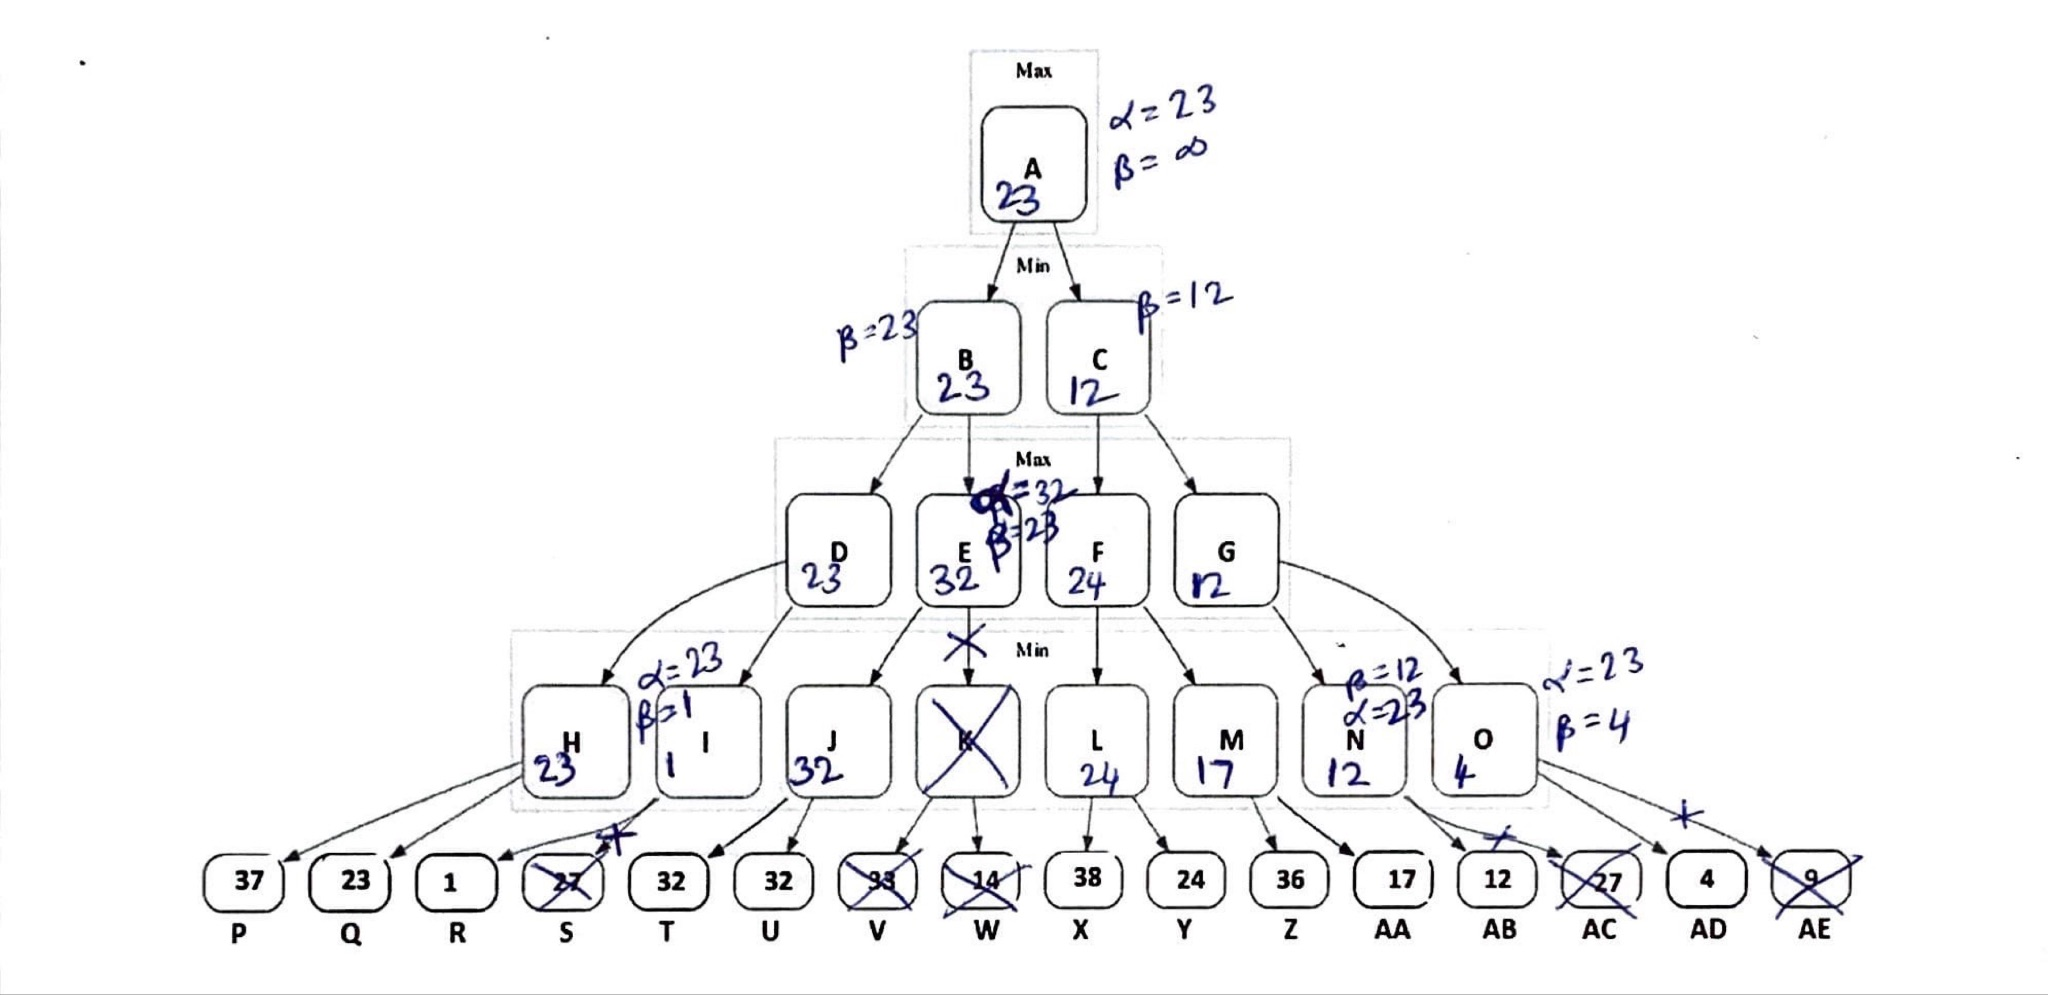 Max
α = 23
β = ∞
A
23
Min
β = 23
β = 12
B
C
23
12
Max
α = 32
β = 23
D
E
F
G
23
32
24
12
Min
α = 23
β = 1
β = 12
α = 23
α = 23
β = 4
H
I
J
K
L
M
N
O
23
1
32
24
17
12
4
37 23 1 27 32 32 33 14 38 24 36 17 12 27 4 9
P Q R S T U V W X Y Z AA AB AC AD AE